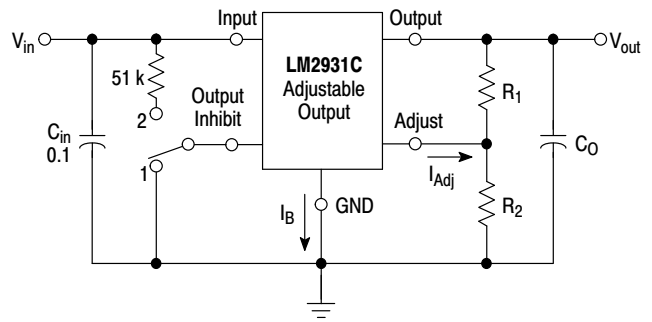 Input
Output
V_in
V_out
LM2931C
Adjustable
Output
51 k
R_1
Output
Inhibit
2
Adjust
C_in
0.1
C_O
1
I_Adj
I_B
GND
R_2